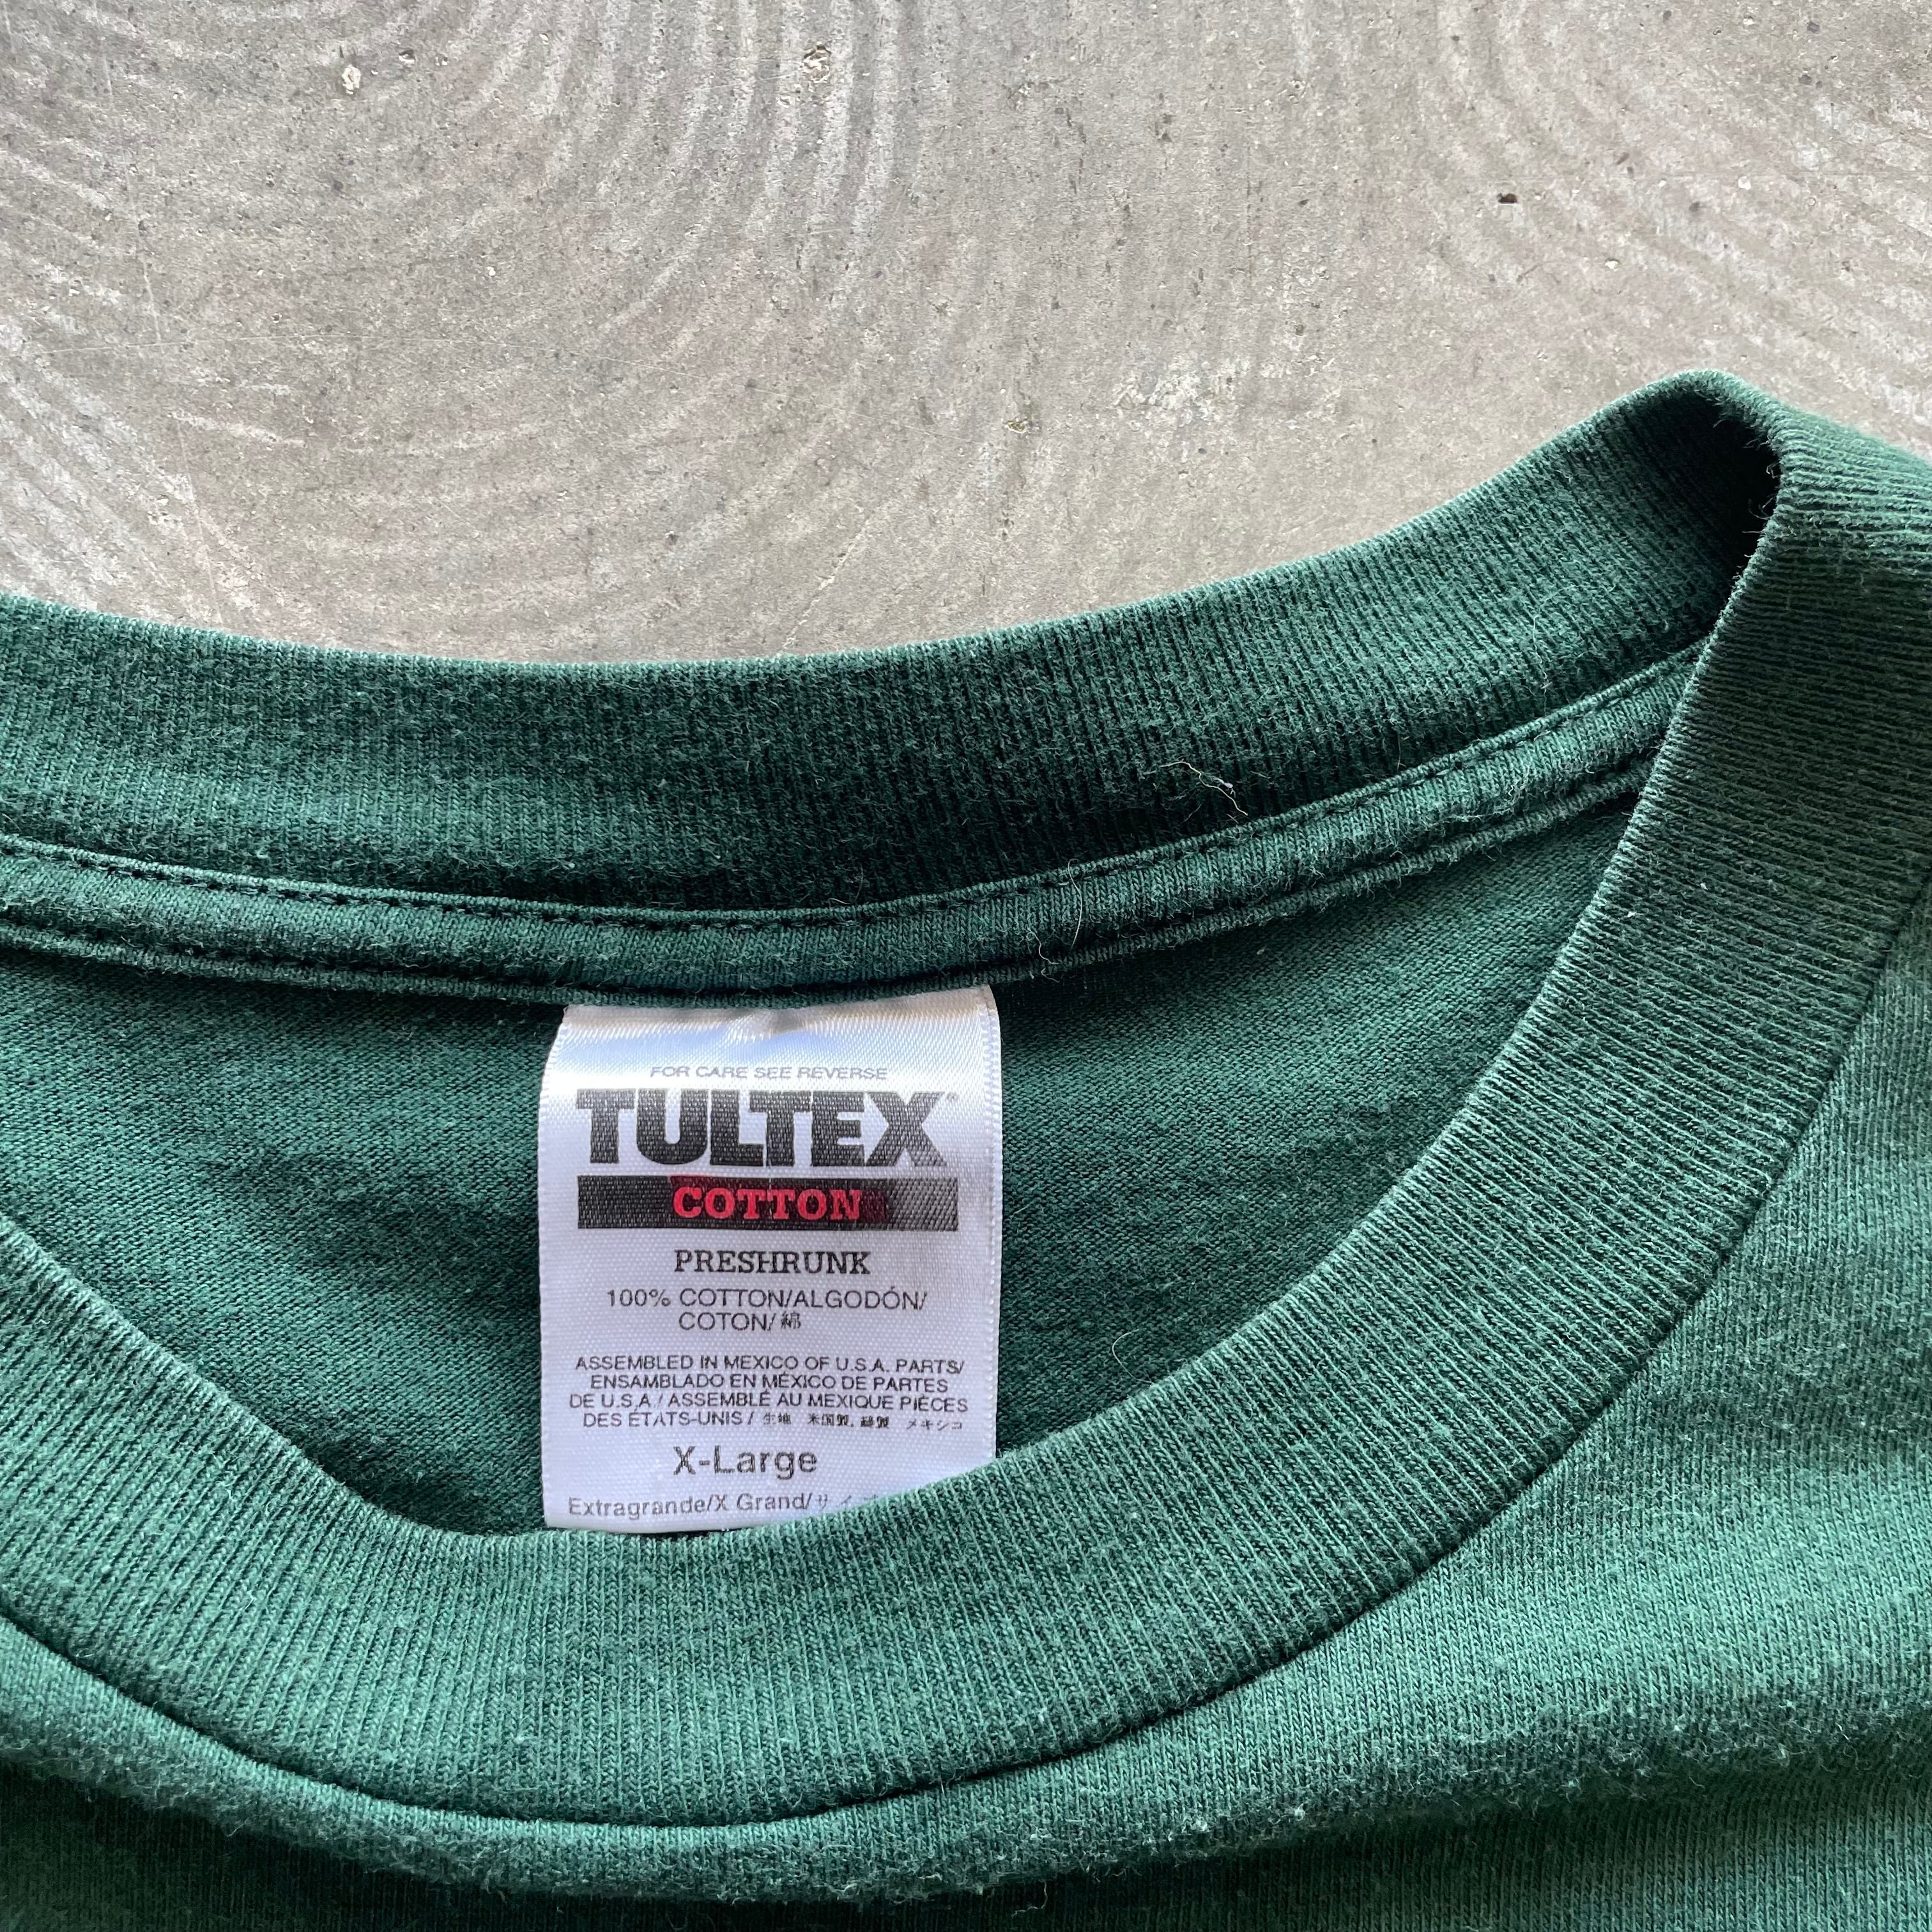 FOR CARE SEE REVERSE
TULTEX®
COTTON
PRESHRUNK
100% COTTON/ALGODÓN/
COTON/綿
ASSEMBLED IN MEXICO OF U.S.A. PARTS/
ENSAMBLADO EN MÉXICO DE PARTES
DE U.S.A / ASSEMBLÉ AU MEXIQUE PIÈCES
DES ÉTATS-UNIS / 生地 米国製, 縫製 メキシコ
X-Large
Extragrande/X Grand/サイ